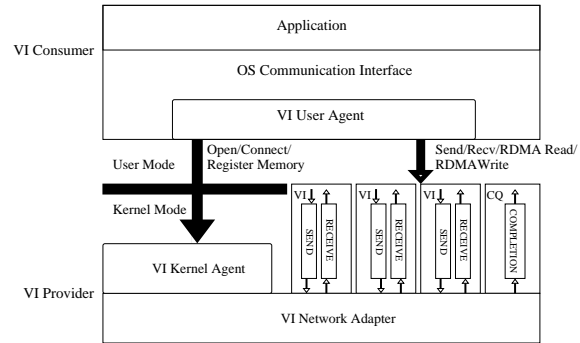 Application
VI Consumer
OS Communication Interface
VI User Agent
Open/Connect/
Register Memory
Send/Recv/RDMA Read/
RDMAWrite
User Mode
Kernel Mode
VI
SEND
RECEIVE
VI
SEND
RECEIVE
VI
SEND
RECEIVE
CQ
COMPLETION
VI Kernel Agent
VI Provider
VI Network Adapter